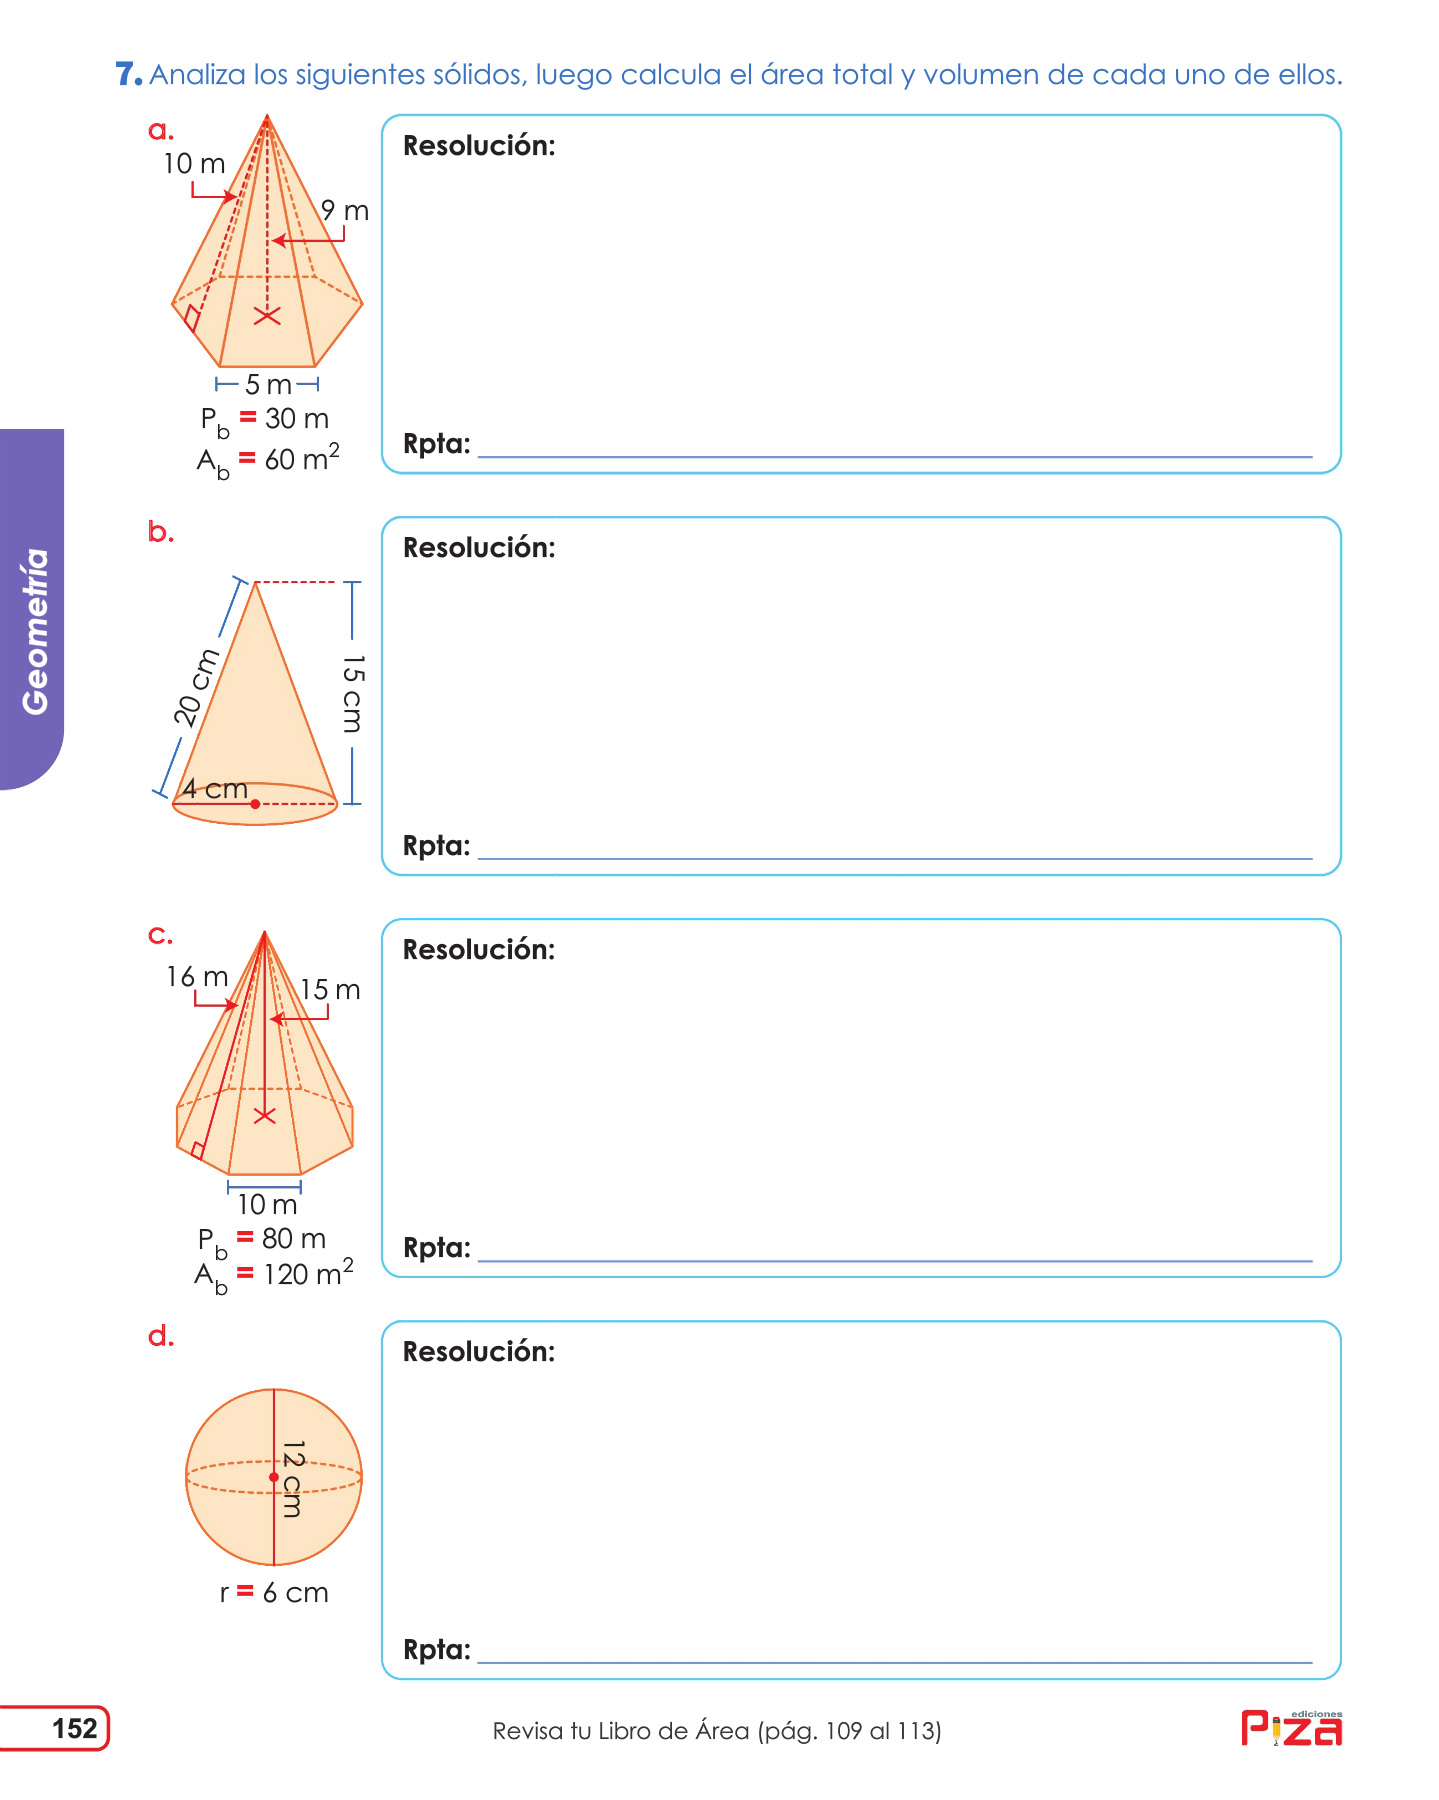 7. Analiza los siguientes sólidos, luego calcula el área total y volumen de cada uno de ellos.
a.
10 m
9 m
5 m
P_b = 30 m
A_b = 60 m²
Resolución:
Rpta:
b.
20 cm
15 cm
4 cm
Resolución:
Rpta:
c.
16 m
15 m
10 m
P_b = 80 m
A_b = 120 m²
Resolución:
Rpta:
d.
12 cm
r = 6 cm
Resolución:
Rpta:
Geometría
152
Revisa tu Libro de Área (pág. 109 al 113)
ediciones
Piza